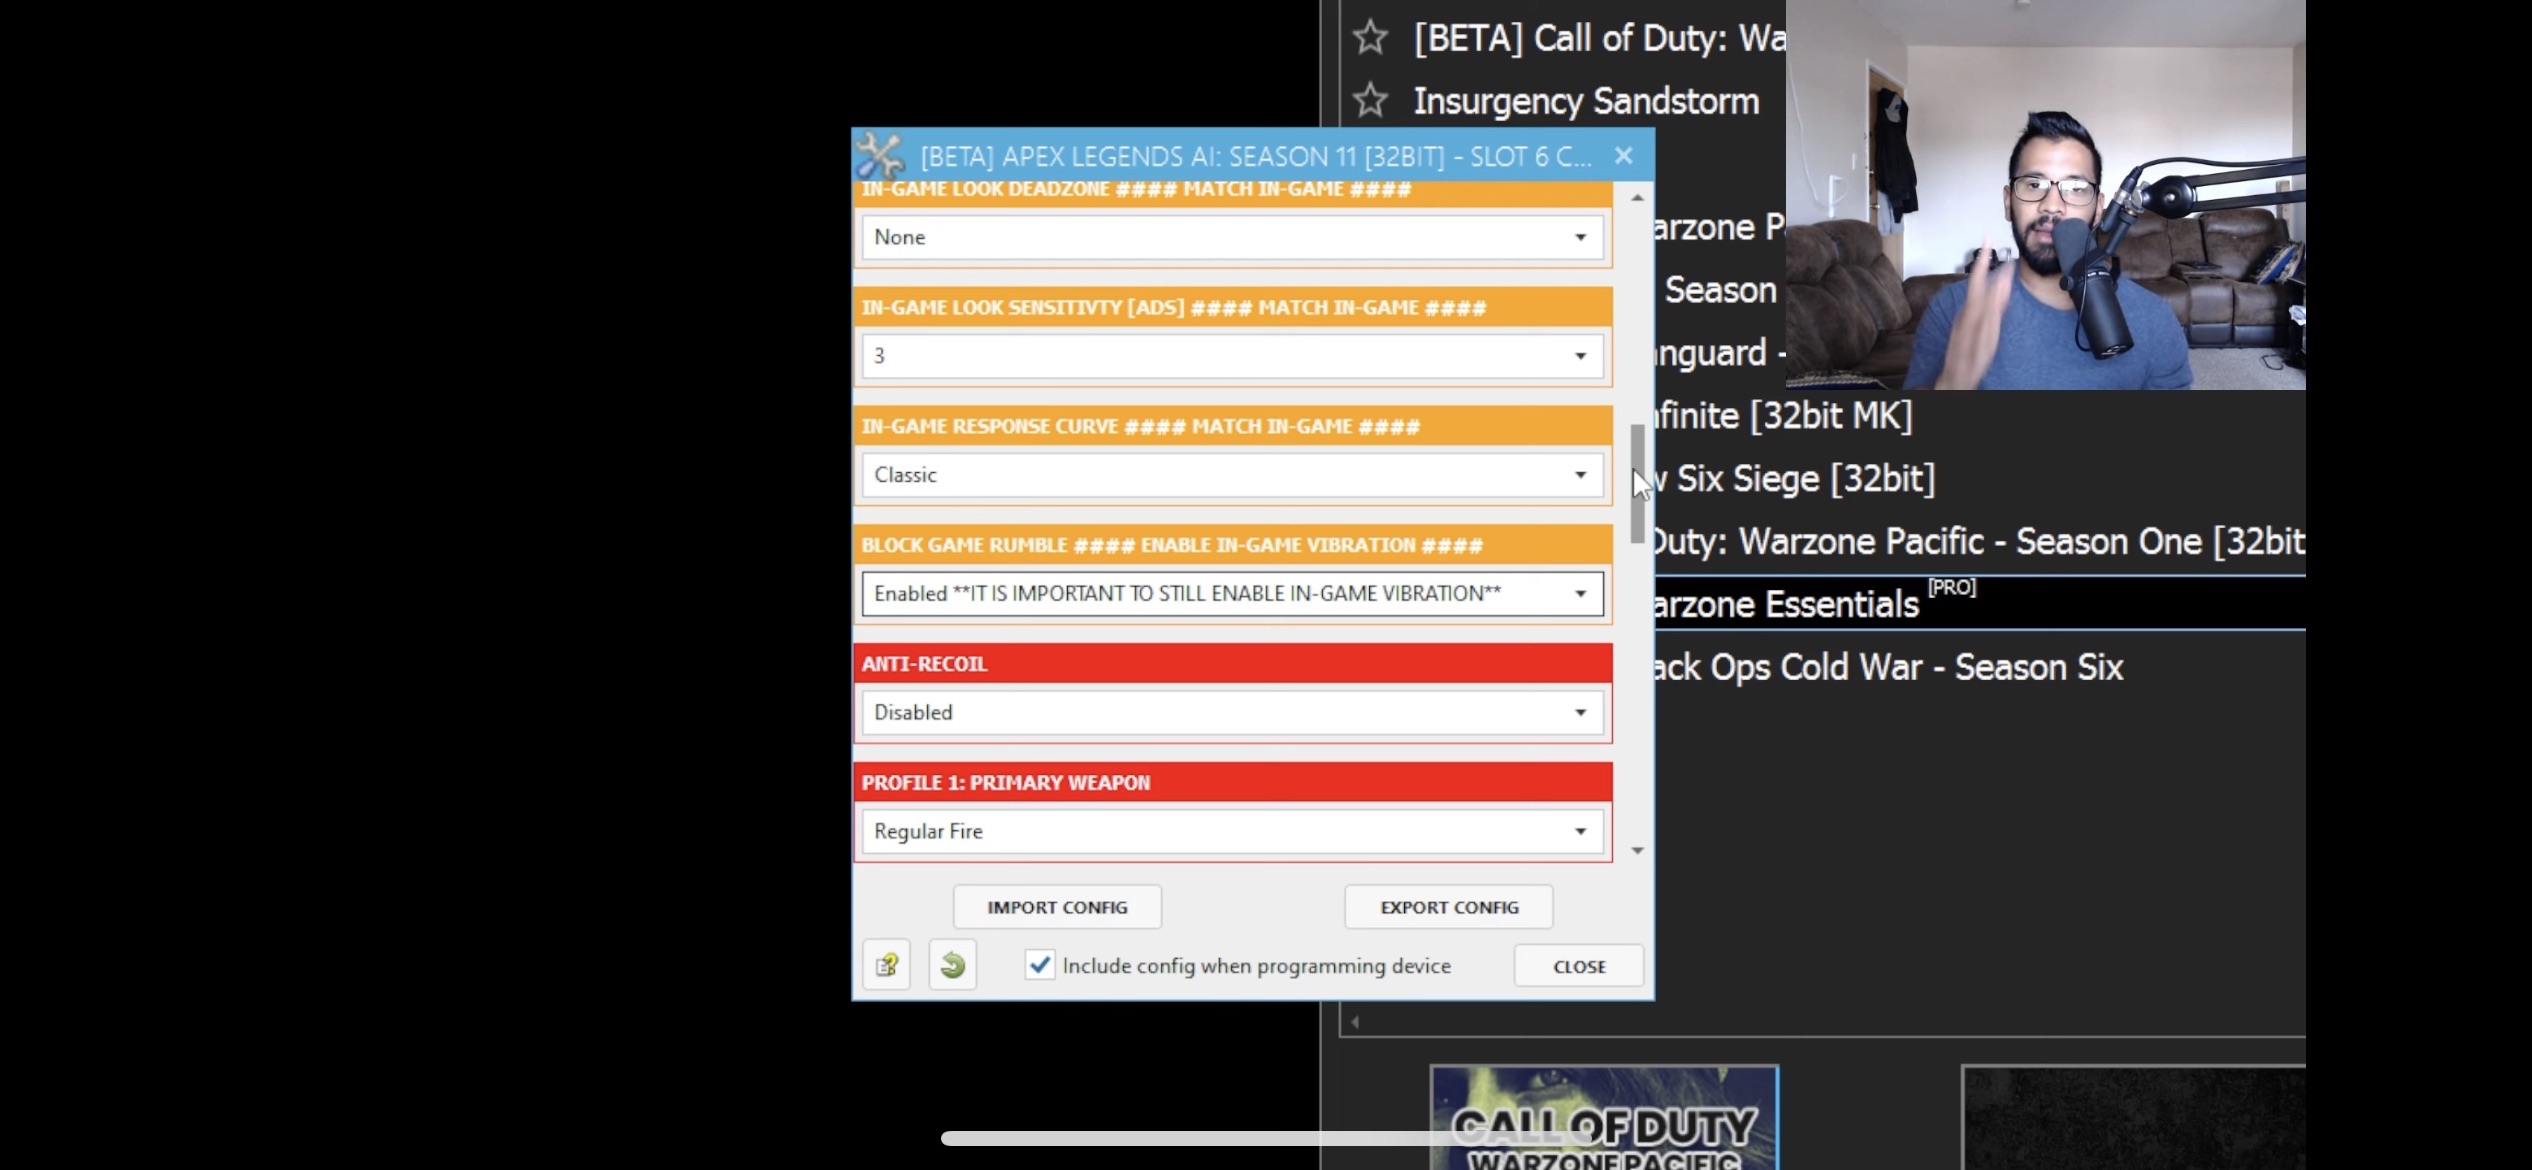 [BETA] Call of Duty: Wa
Insurgency Sandstorm
[BETA] APEX LEGENDS AI: SEASON 11 [32BIT] - SLOT 6 C...
IN-GAME LOOK DEADZONE #### MATCH IN-GAME ####
None
IN-GAME LOOK SENSITIVTY [ADS] #### MATCH IN-GAME ####
3
IN-GAME RESPONSE CURVE #### MATCH IN-GAME ####
Classic
BLOCK GAME RUMBLE #### ENABLE IN-GAME VIBRATION ####
Enabled **IT IS IMPORTANT TO STILL ENABLE IN-GAME VIBRATION**
ANTI-RECOIL
Disabled
PROFILE 1: PRIMARY WEAPON
Regular Fire
IMPORT CONFIG
EXPORT CONFIG
Include config when programming device
CLOSE
arzone P
Season
nguard -
nfinite [32bit MK]
w Six Siege [32bit]
Duty: Warzone Pacific - Season One [32bit
arzone Essentials [PRO]
ack Ops Cold War - Season Six
CALL OF DUTY
WARZONE PACIFIC